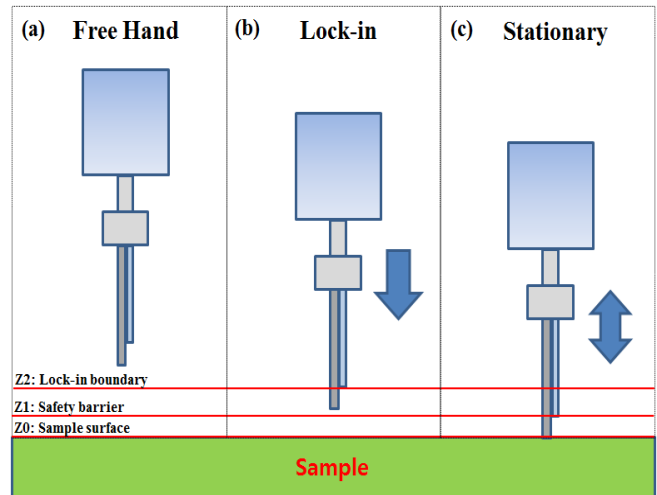 (a) Free Hand
(b) Lock-in
(c) Stationary
Z2: Lock-in boundary
Z1: Safety barrier
Z0: Sample surface
Sample